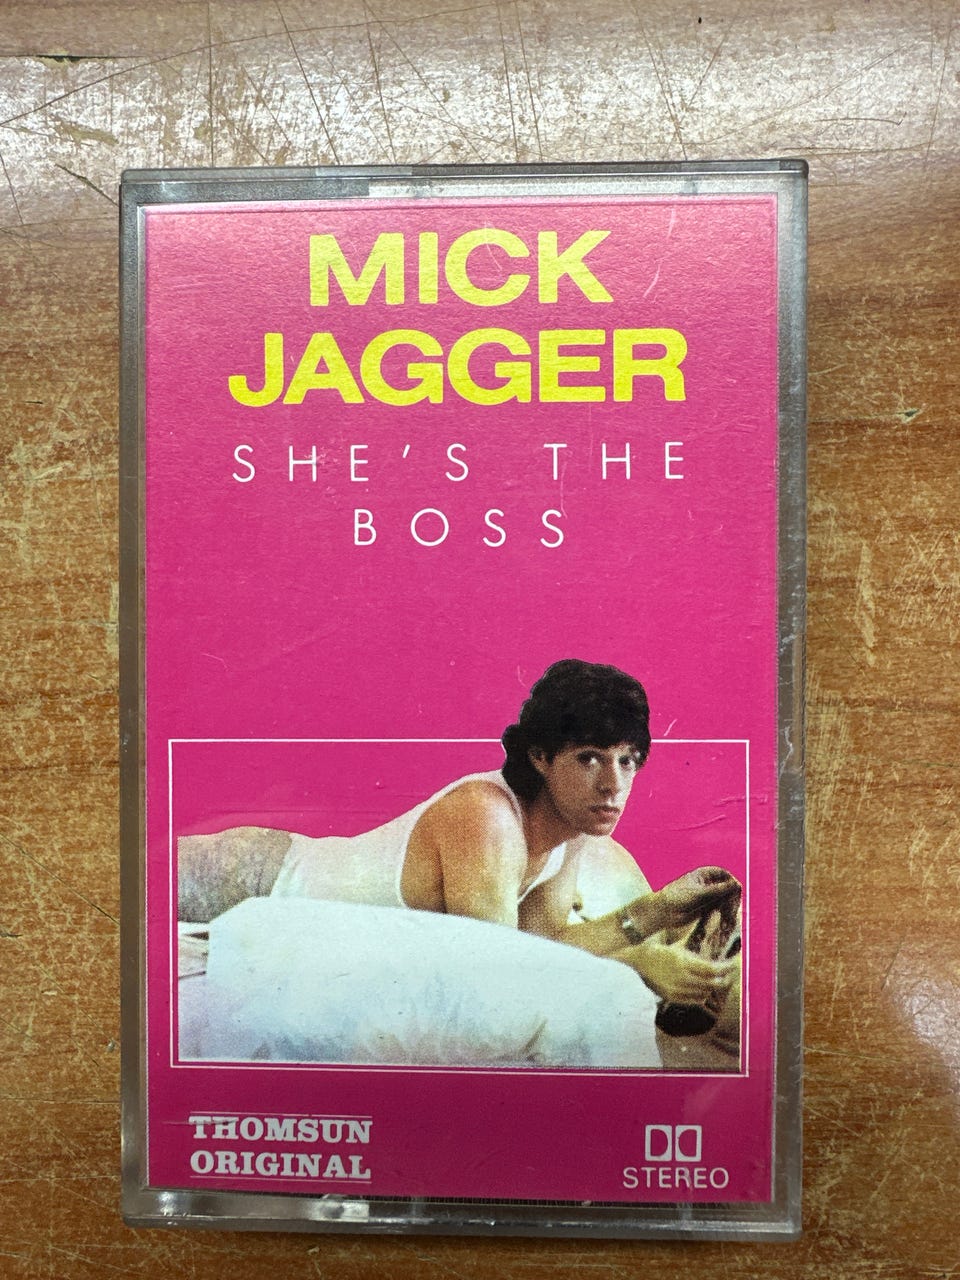 MICK
JAGGER
SHE'S THE
BOSS
THOMSUN
ORIGINAL
STEREO